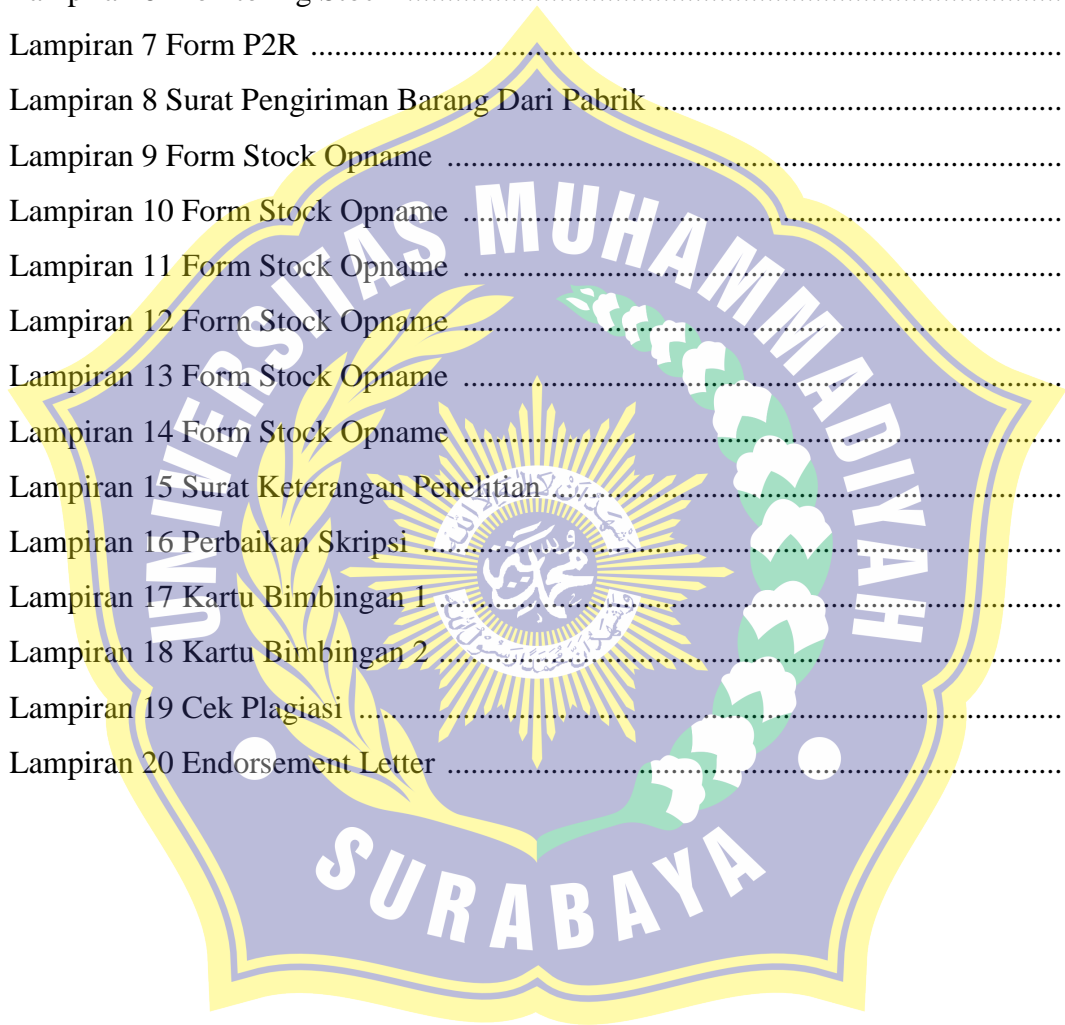 Lampiran 7 Form P2R ........................................................................................
Lampiran 8 Surat Pengiriman Barang Dari Pabrik ..................................................
Lampiran 9 Form Stock Opname ............................................................................
Lampiran 10 Form Stock Opname ..........................................................................
Lampiran 11 Form Stock Opname ..........................................................................
Lampiran 12 Form Stock Opname ..........................................................................
Lampiran 13 Form Stock Opname ..........................................................................
Lampiran 14 Form Stock Opname ..........................................................................
Lampiran 15 Surat Keterangan Penelitian ...............................................................
Lampiran 16 Perbaikan Skripsi ...............................................................................
Lampiran 17 Kartu Bimbingan 1 .............................................................................
Lampiran 18 Kartu Bimbingan 2 .............................................................................
Lampiran 19 Cek Plagiasi .......................................................................................
Lampiran 20 Endorsement Letter ............................................................................
UNIVERSITAS MUHAMMADIYAH
SURABAYA